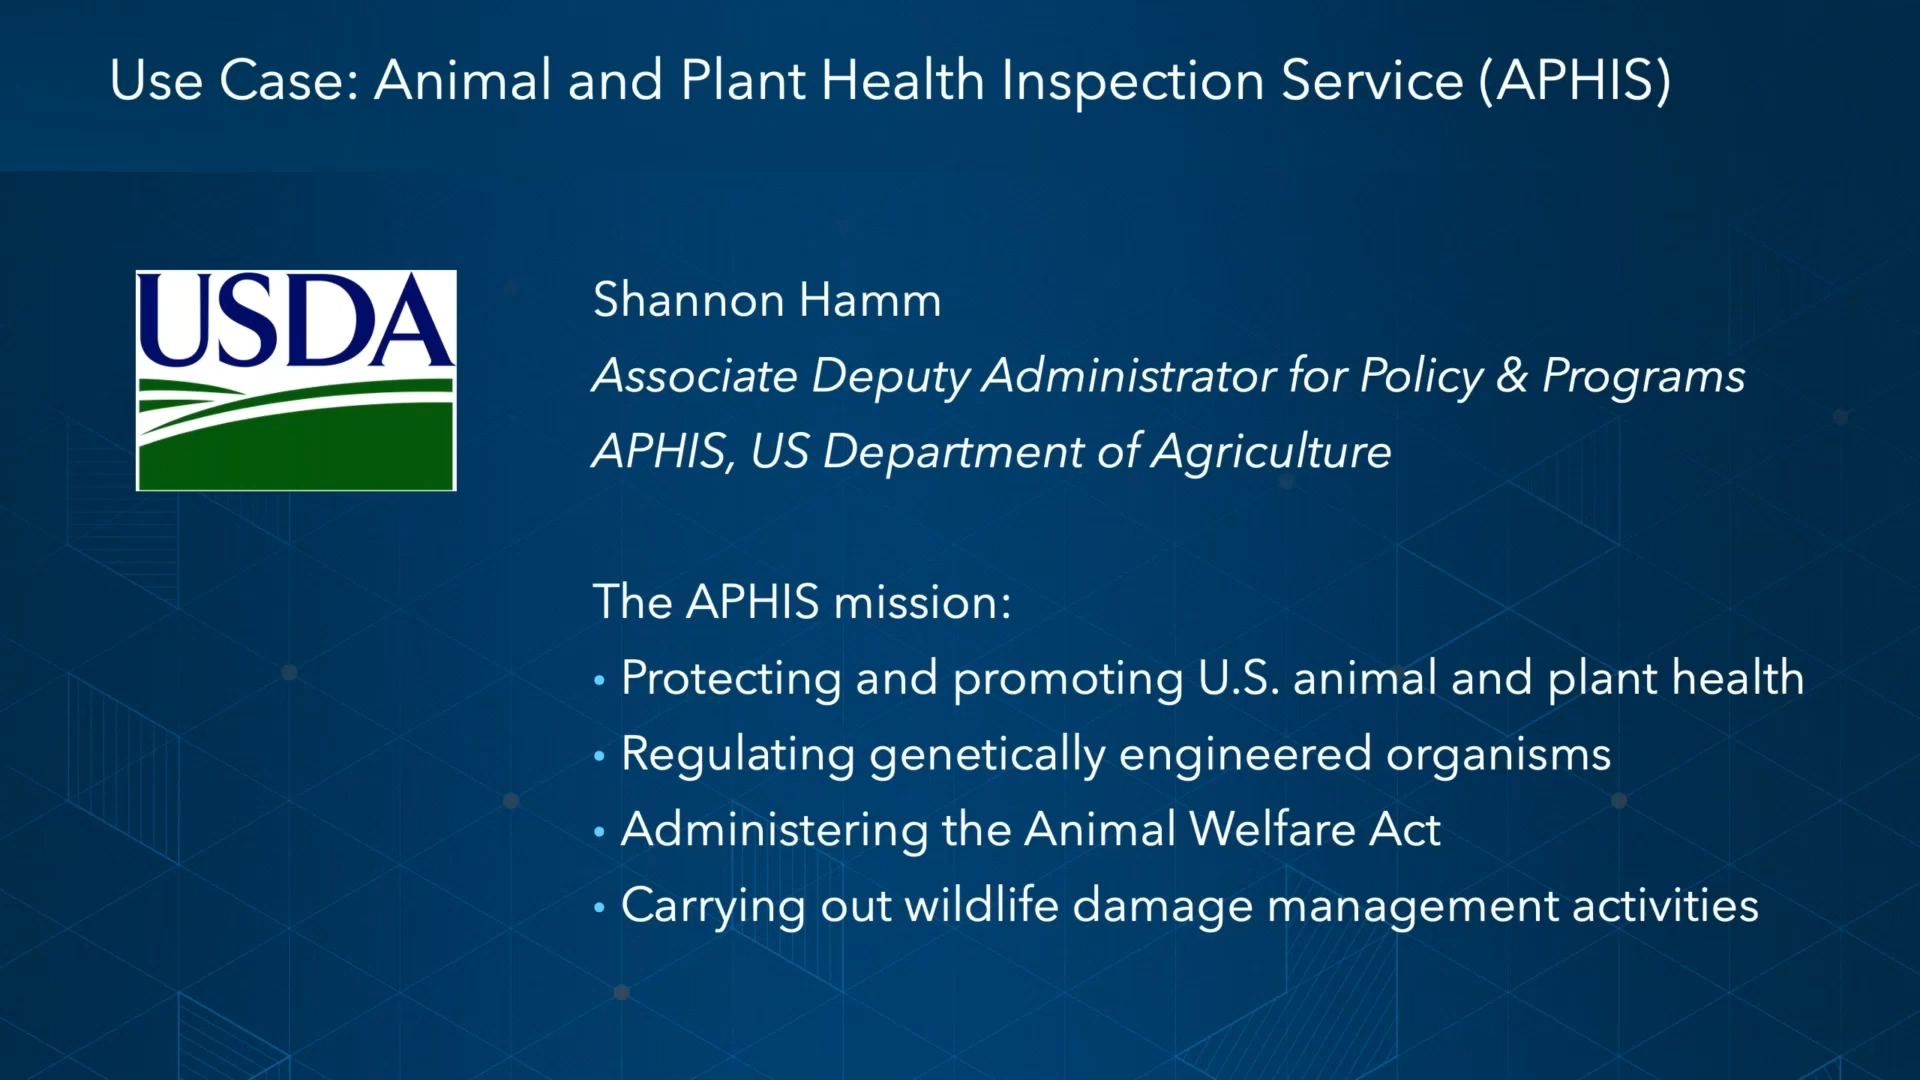 Use Case: Animal and Plant Health Inspection Service (APHIS)
USDA
Shannon Hamm
Associate Deputy Administrator for Policy & Programs
APHIS, US Department of Agriculture
The APHIS mission:
• Protecting and promoting U.S. animal and plant health
• Regulating genetically engineered organisms
• Administering the Animal Welfare Act
• Carrying out wildlife damage management activities